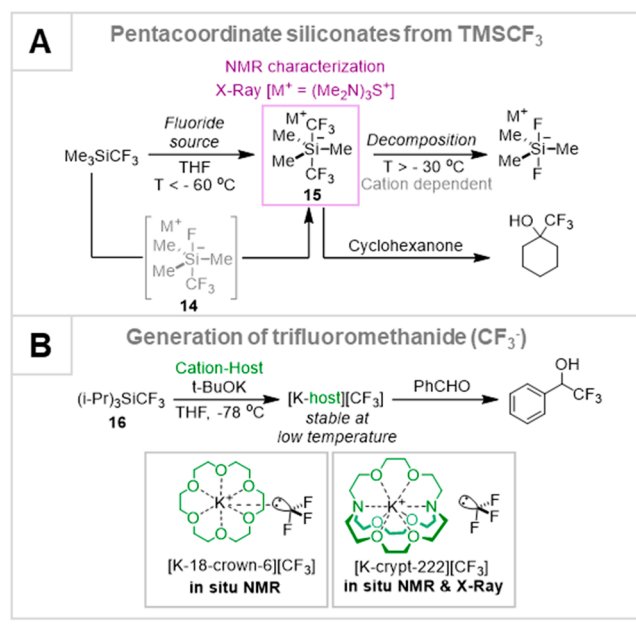 A
Pentacoordinate siliconates from TMSCF₃
NMR characterization
X-Ray [M⁺ = (Me₂N)₃S⁺]
Me₃SiCF₃
Fluoride
source
THF
T < - 60 ºC
M⁺
CF₃
Me
Me
Si
–
Me
CF₃
15
Decomposition
T > - 30 ºC
Cation dependent
M⁺
F
Me
Me
Si
–
Me
F
M⁺
F
Me
Me
Si
–
Me
CF₃
14
Cyclohexanone
HO
CF₃
B
Generation of trifluoromethanide (CF₃⁻)
(i-Pr)₃SiCF₃
16
Cation-Host
t-BuOK
THF, -78 ºC
[K-host][CF₃]
stable at
low temperature
PhCHO
OH
CF₃
O
O
O
K⁺
O
O
O
F
F
F
[K-18-crown-6][CF₃]
in situ NMR
O
O
N
K⁺
N
O
O
O
O
F
F
F
[K-crypt-222][CF₃]
in situ NMR & X-Ray